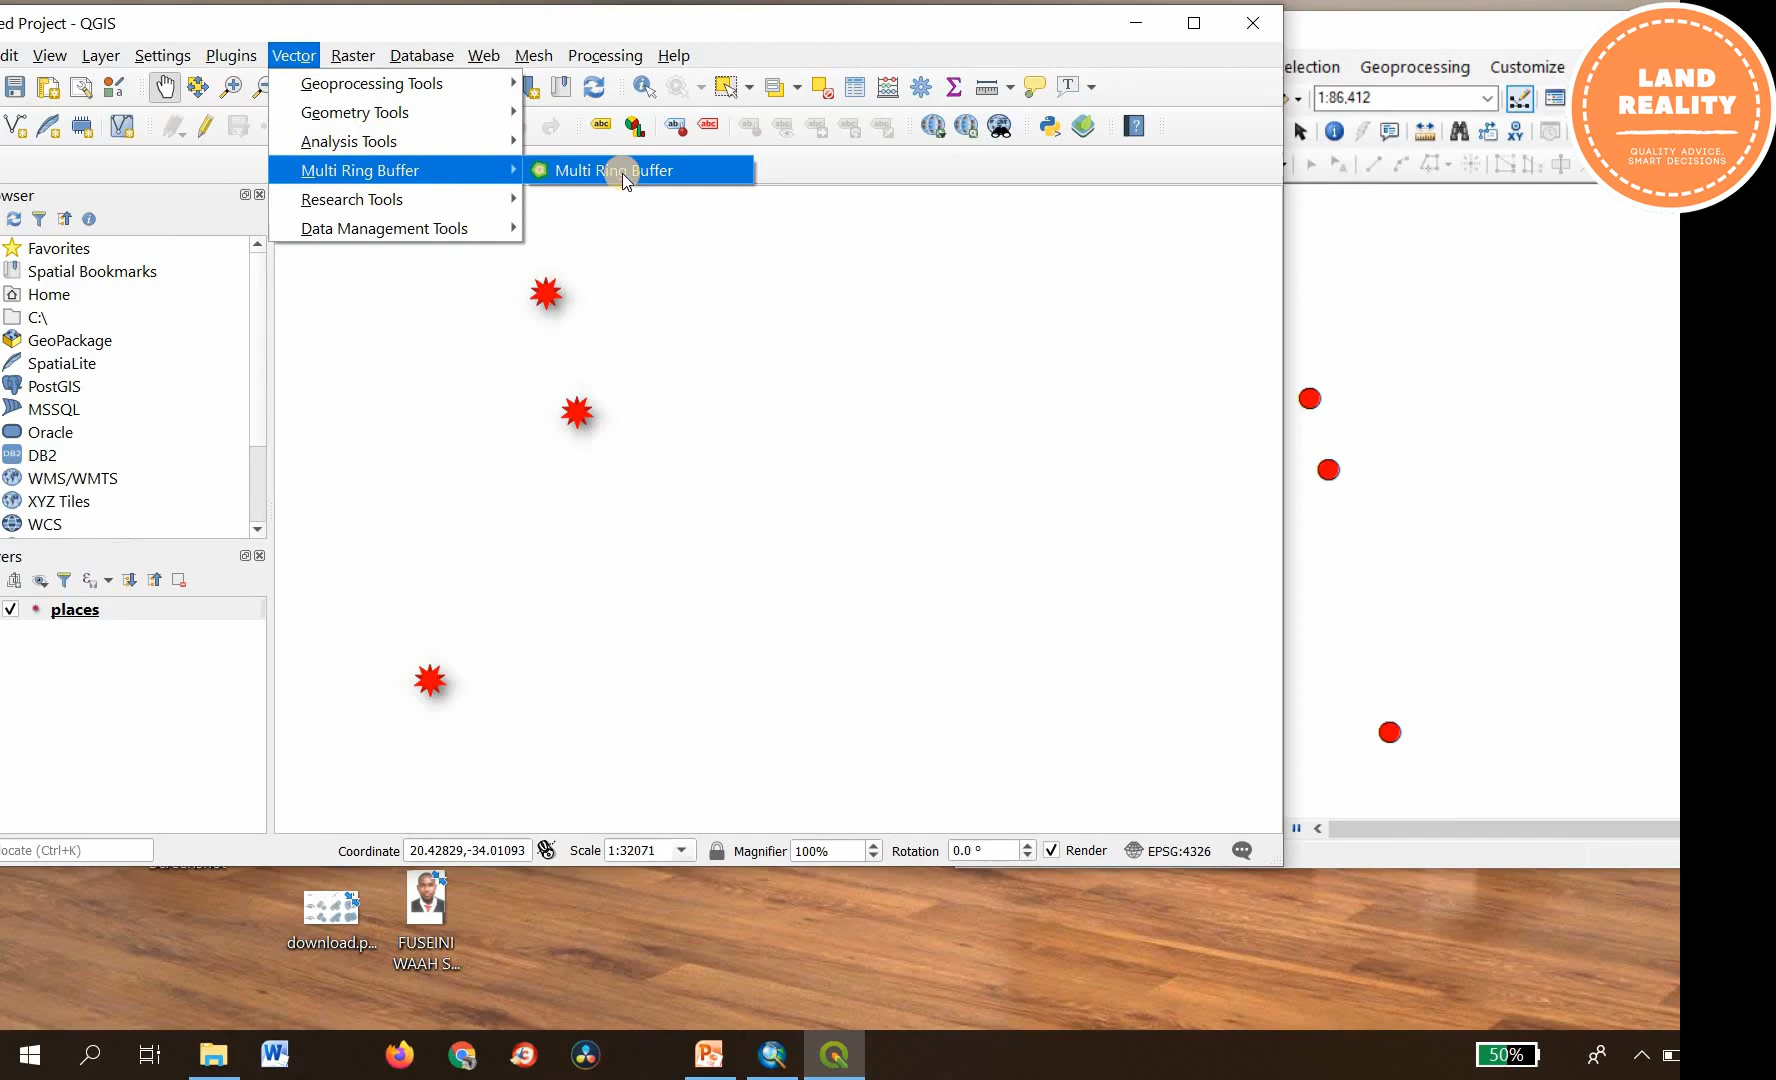 ed Project - QGIS
dit View Layer Settings Plugins Vector Raster Database Web Mesh Processing Help
Geoprocessing Tools
Geometry Tools
Analysis Tools
Multi Ring Buffer
Multi Ring Buffer
Research Tools
Data Management Tools
election Geoprocessing Customize
1:86,412
LAND
REALITY
QUALITY ADVICE,
SMART DECISIONS
owser
Favorites
Spatial Bookmarks
Home
C:\
GeoPackage
SpatiaLite
PostGIS
MSSQL
Oracle
DB2
WMS/WMTS
XYZ Tiles
WCS
yers
places
ocate (Ctrl+K)
Coordinate 20.42829,-34.01093 Scale 1:32071 Magnifier 100% Rotation 0.0 ° Render EPSG:4326
download.p...
FUSEINI
WAAH S...
50%